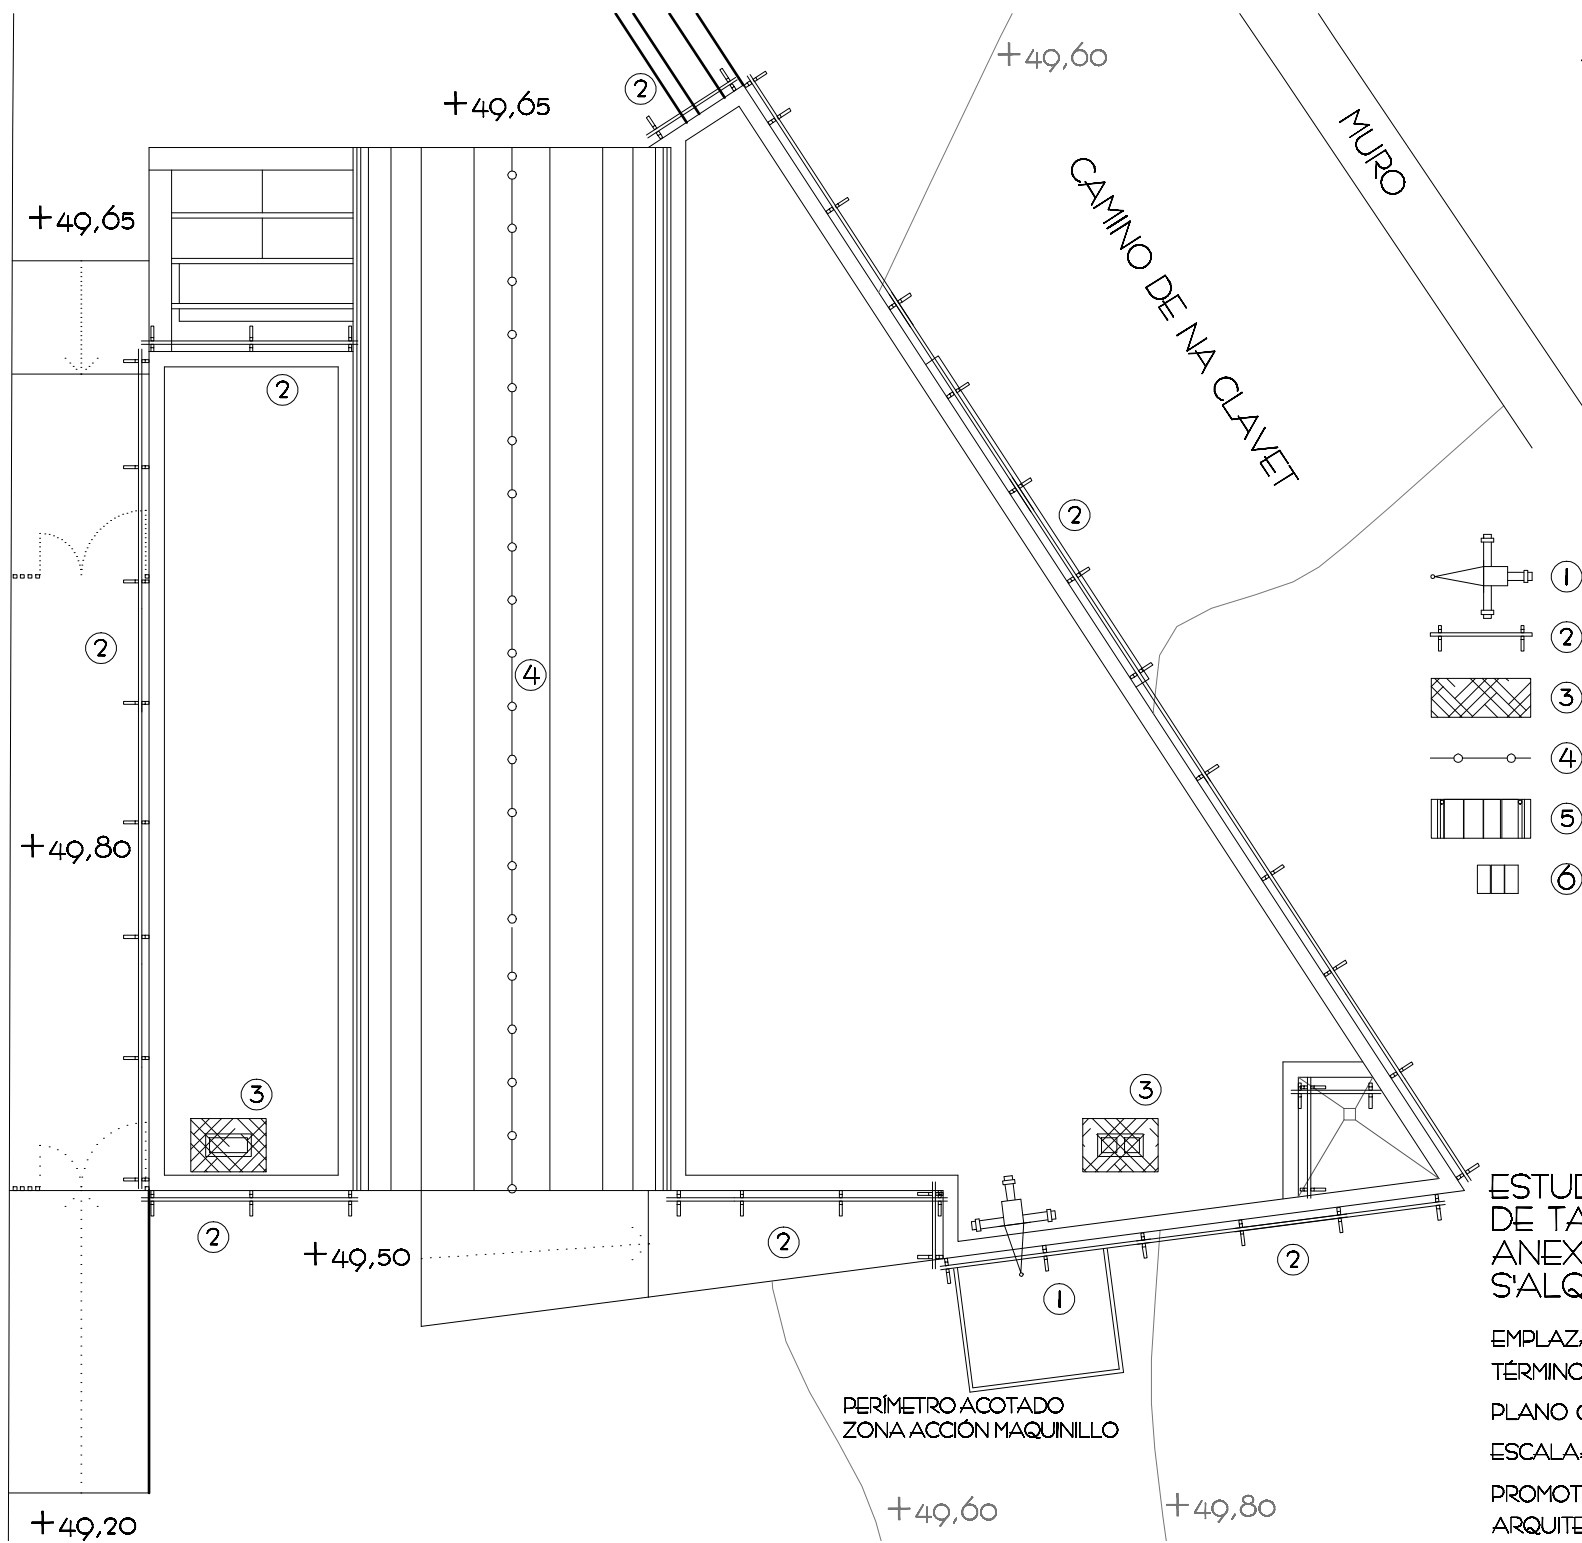 +49,60
+49,65
2
MURO
CAMINO DE NA CLAVET
+49,65
2
2
1
2
2
4
3
4
+49,80
5
6
3
3
ESTUD
DE TA
ANEX
S'ALQ
2
2
2
+49,50
1
EMPLAZA
TÉRMINO
PERÍMETRO ACOTADO
ZONA ACCIÓN MAQUINILLO
PLANO
ESCALA
PROMOT
ARQUITE
+49,60
+49,80
+49,20